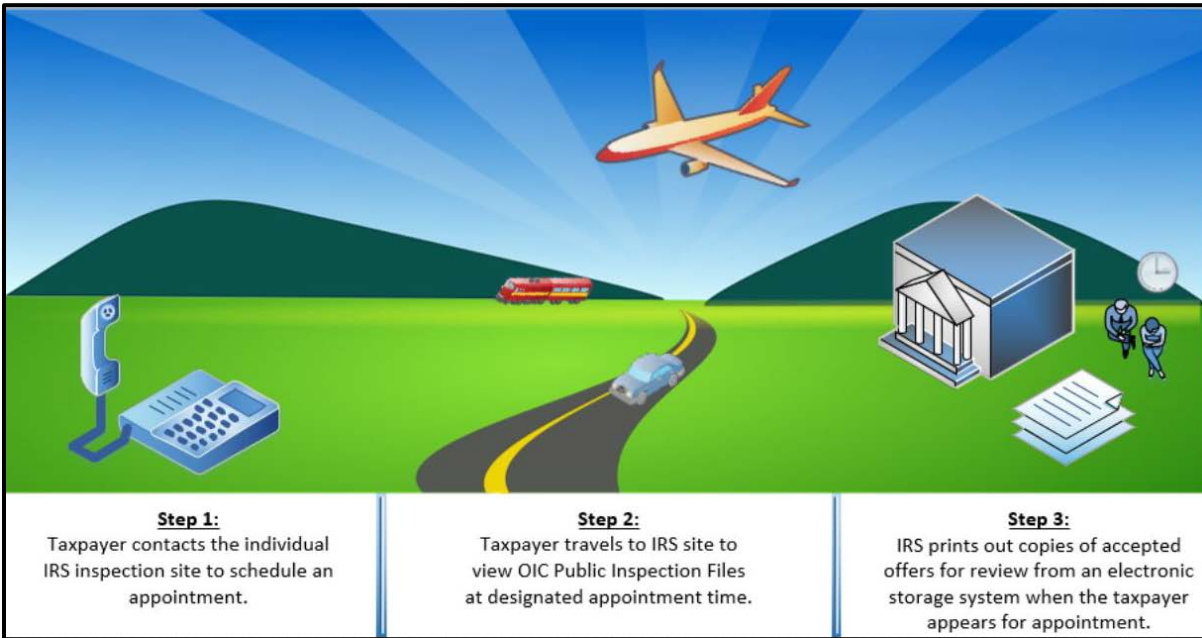 Step 1:
Taxpayer contacts the individual
IRS inspection site to schedule an
appointment.
Step 2:
Taxpayer travels to IRS site to
view OIC Public Inspection Files
at designated appointment time.
Step 3:
IRS prints out copies of accepted
offers for review from an electronic
storage system when the taxpayer
appears for appointment.